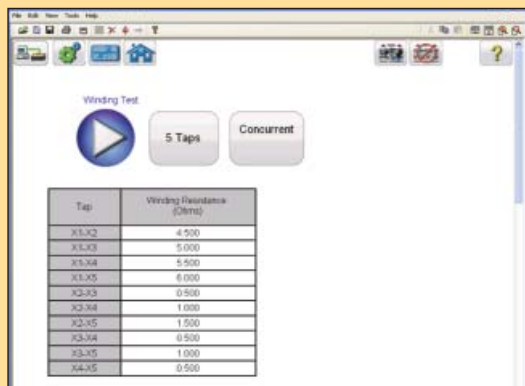 File Edit View Tools Help
?
?
Winding Test
5 Taps Concurrent
Tap Winding Resistance
(Ohms)
X1-X2 4.500
X1-X3 5.000
X1-X4 5.500
X1-X5 6.000
X2-X3 0.500
X2-X4 1.000
X2-X5 1.500
X3-X4 0.500
X3-X5 1.000
X4-X5 0.500